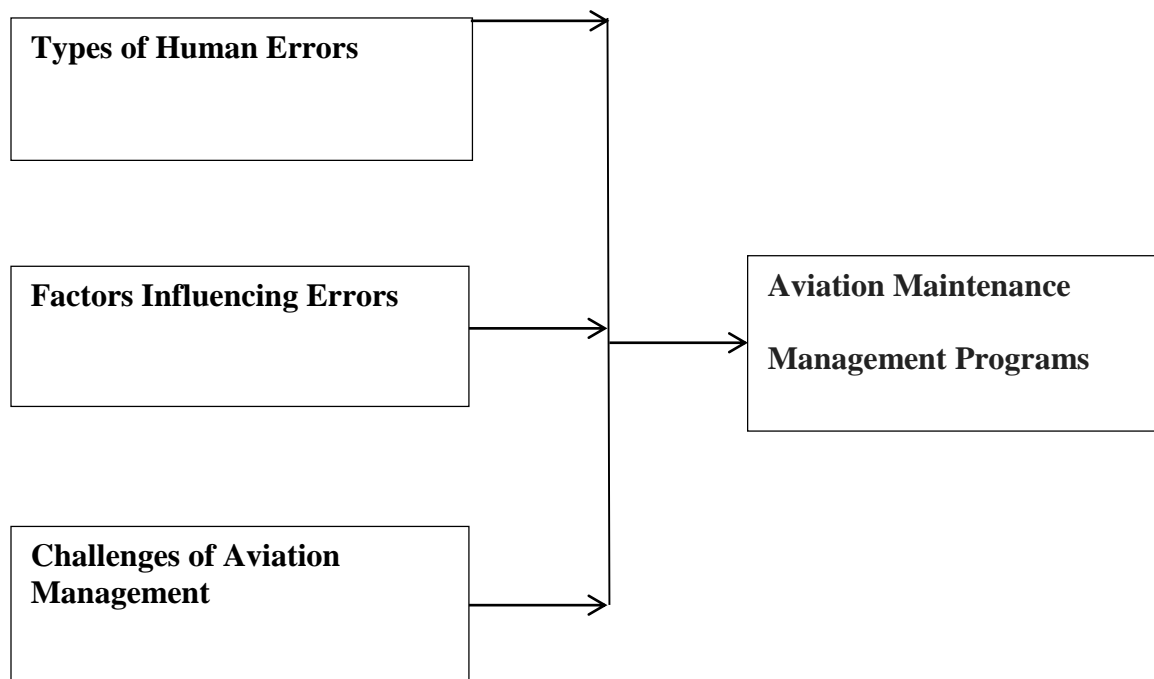 Types of Human Errors
Factors Influencing Errors
Aviation Maintenance
Management Programs
Challenges of Aviation
Management